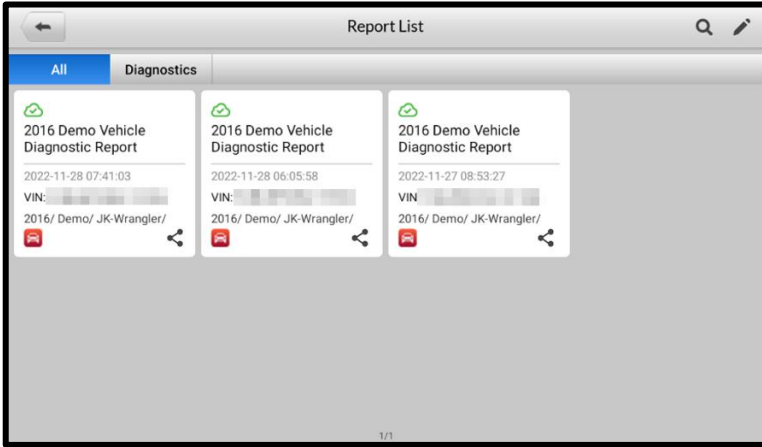 Report List
All
Diagnostics
2016 Demo Vehicle
Diagnostic Report
2022-11-28 07:41:03
VIN:
2016/ Demo/ JK-Wrangler/
2016 Demo Vehicle
Diagnostic Report
2022-11-28 06:05:58
VIN:
2016/ Demo/ JK-Wrangler/
2016 Demo Vehicle
Diagnostic Report
2022-11-27 08:53:27
VIN
2016/ Demo/ JK-Wrangler/
1/1